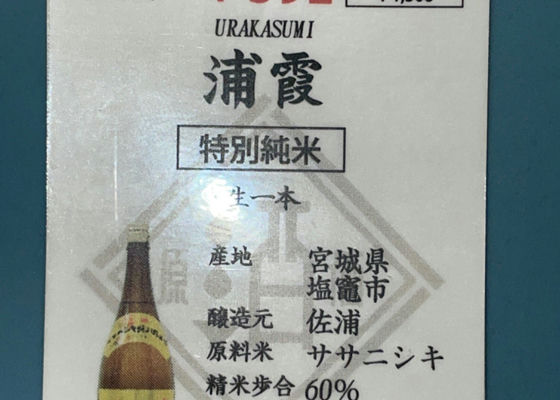 URAKASUMI
浦霞
特別純米
生一本
産地 宮城県
塩竈市
醸造元 佐浦
原料米 ササニシキ
精米歩合 60%